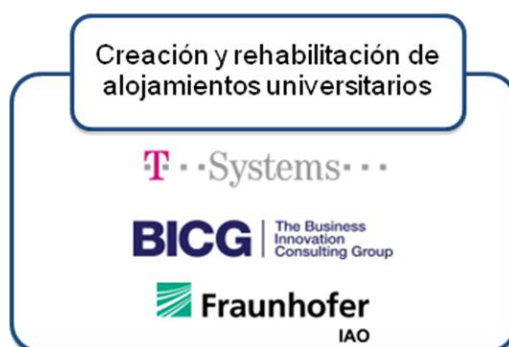 Creación y rehabilitación de
alojamientos universitarios
T··Systems···
BICG
The Business
Innovation
Consulting Group
Fraunhofer
IAO